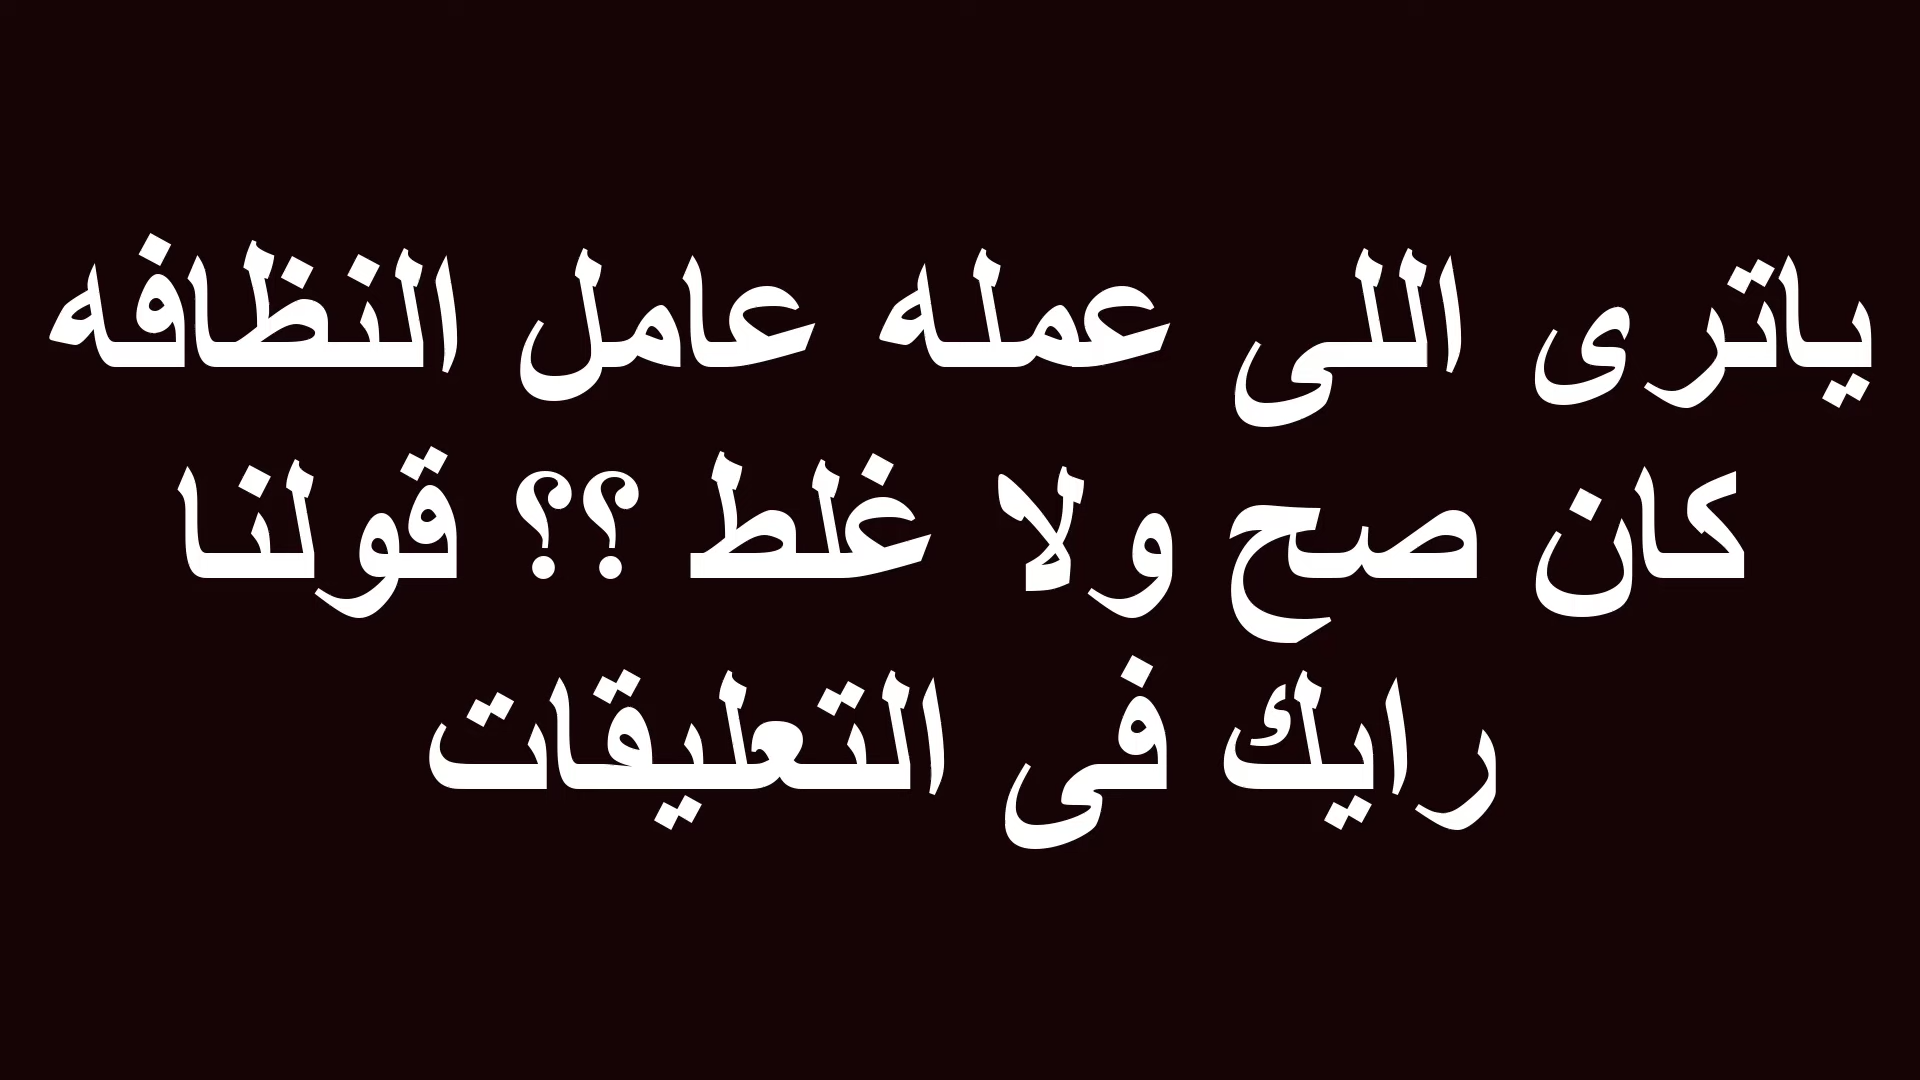 ياترى اللى عمله عامل النظافه
كان صح ولا غلط ؟؟ قولنا
رايك فى التعليقات